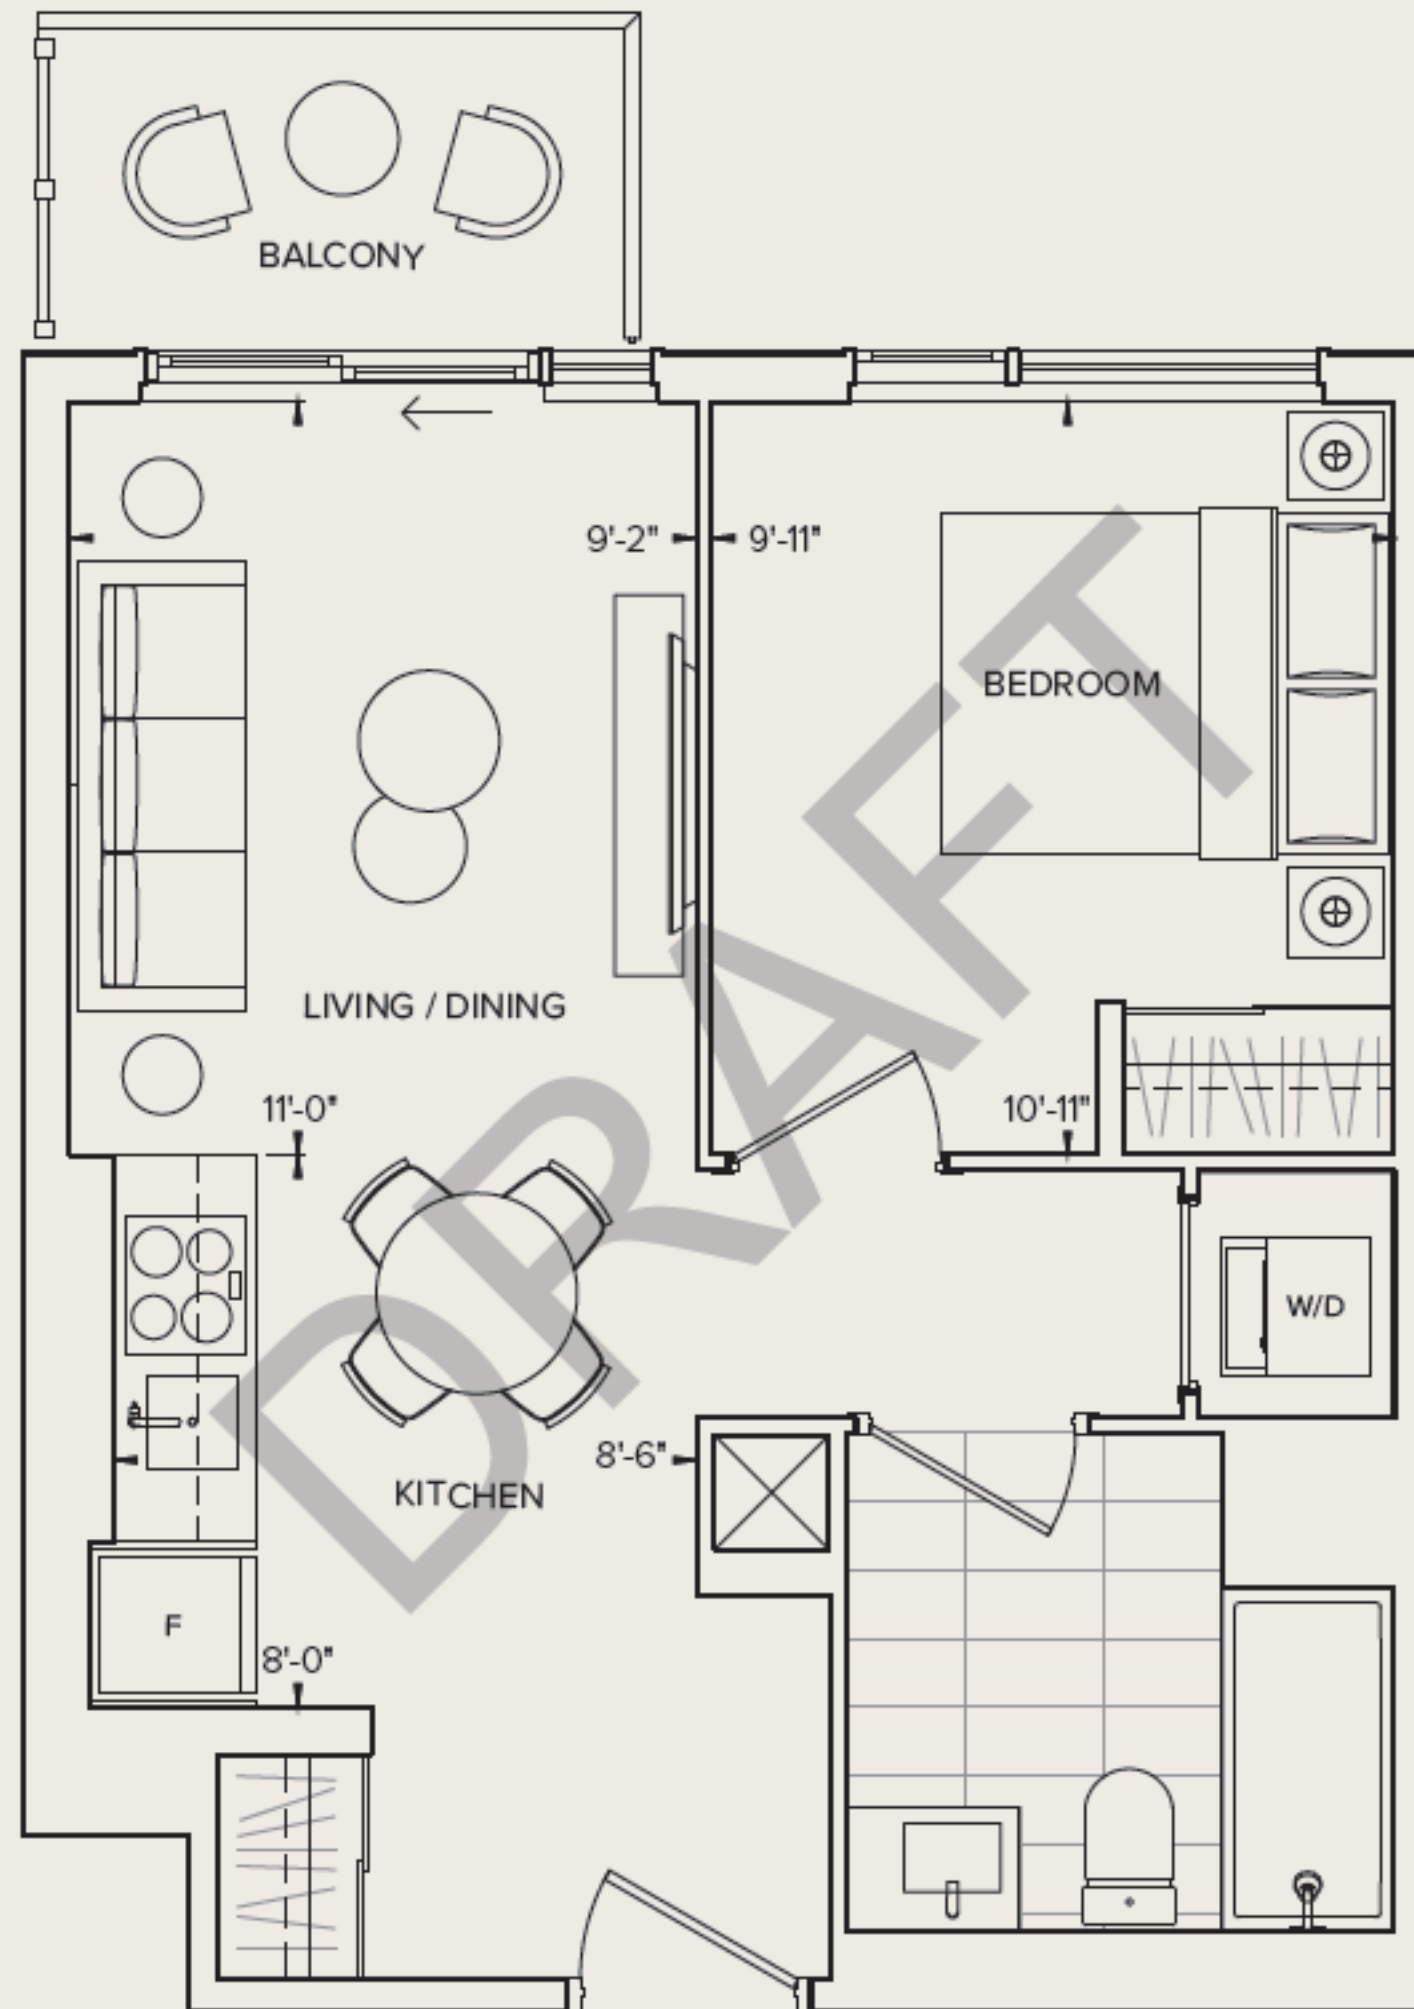 BALCONY
9'-2"
9'-11"
BEDROOM
DRAFT
LIVING / DINING
11'-0"
10'-11"
W/D
8'-6"
KITCHEN
F
8'-0"